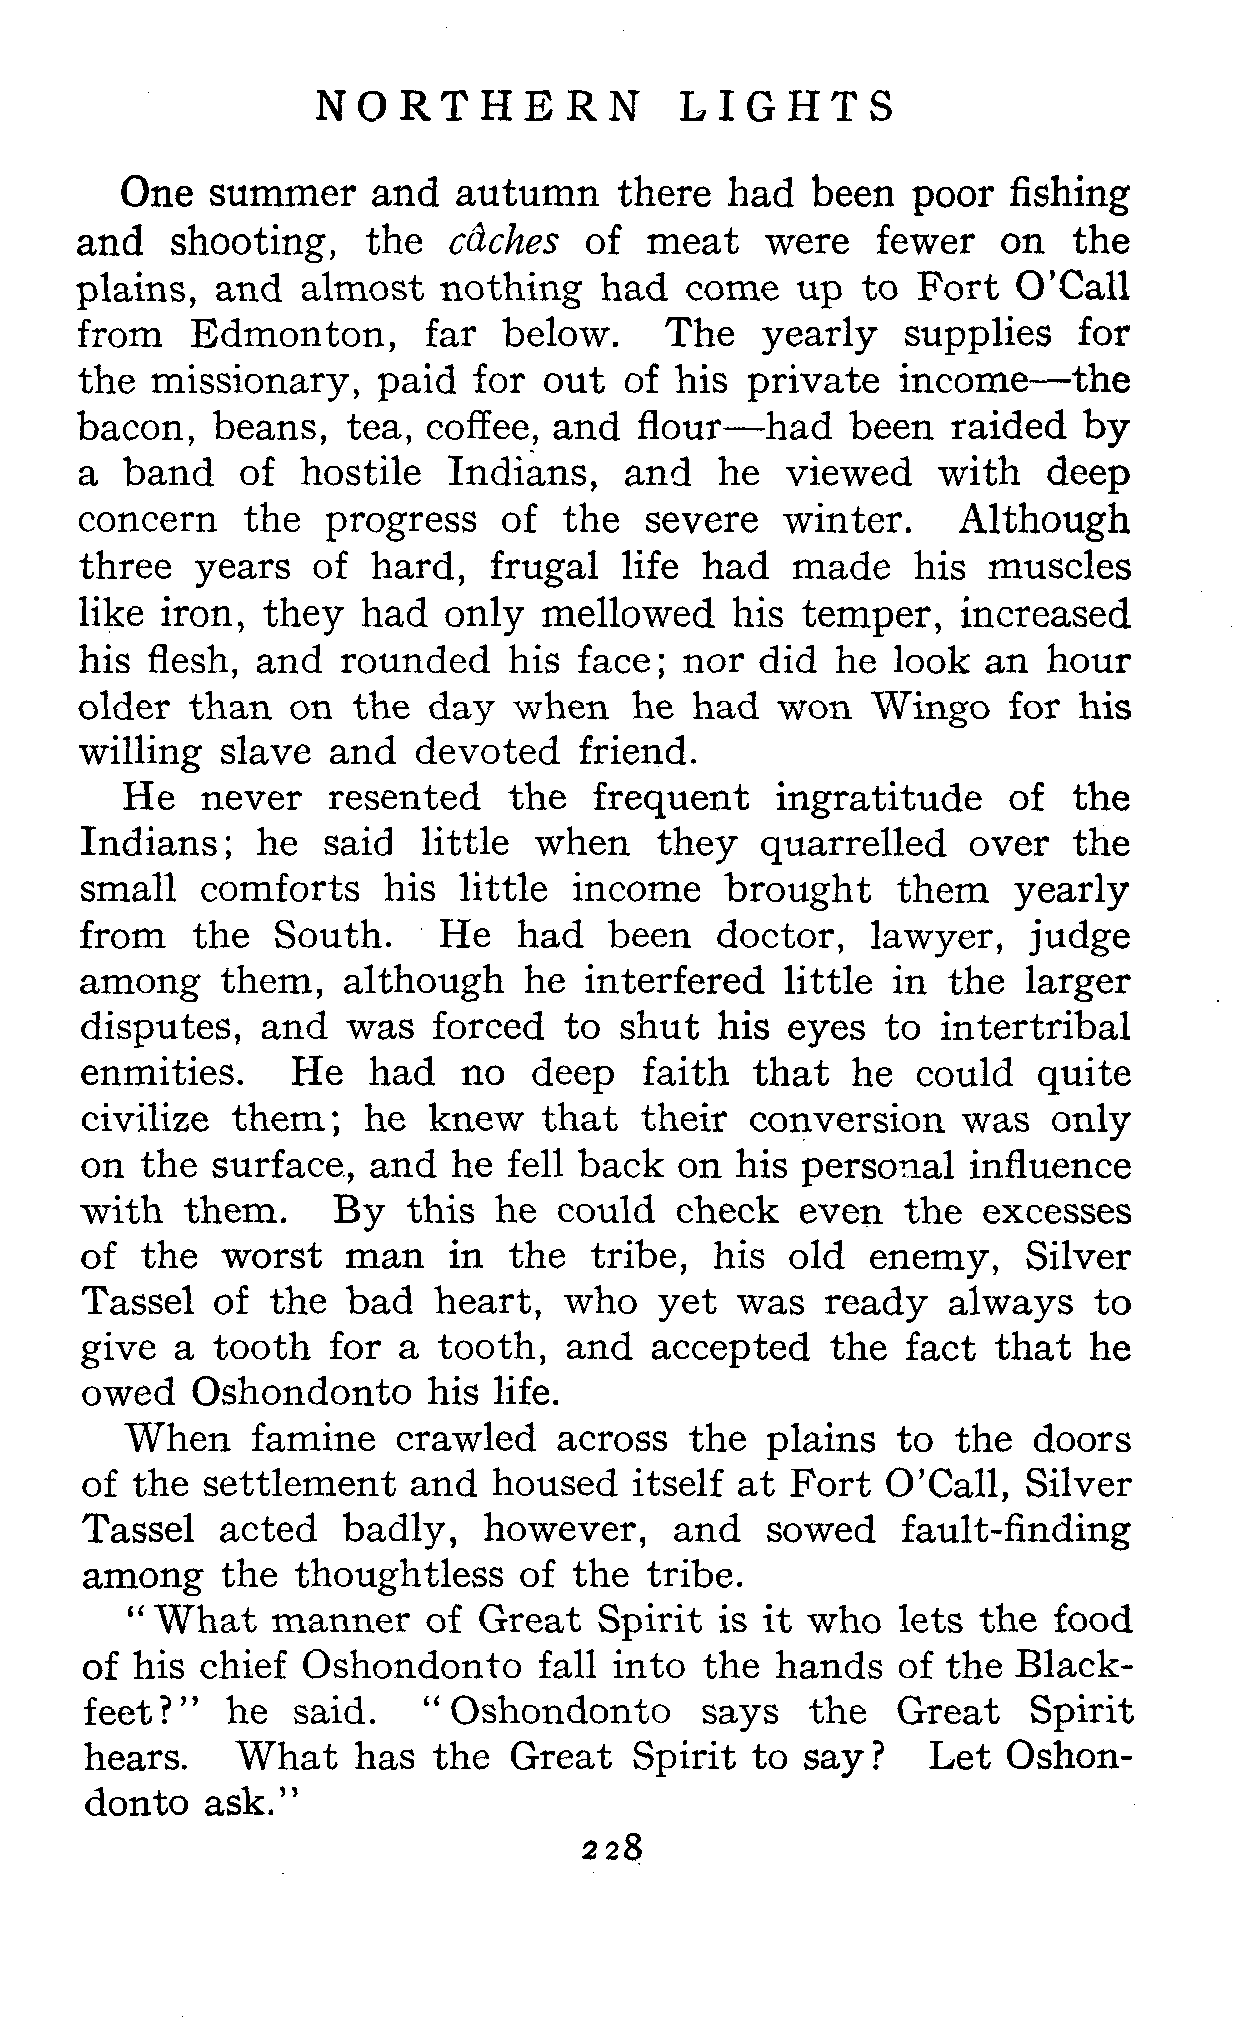 NORTHERN LIGHTS
One summer and autumn there had been poor fishing
and shooting, the câches of meat were fewer on the
plains, and almost nothing had come up to Fort O'Call
from Edmonton, far below. The yearly supplies for
the missionary, paid for out of his private income—the
bacon, beans, tea, coffee, and flour—had been raided by
a band of hostile Indians, and he viewed with deep
concern the progress of the severe winter. Although
three years of hard, frugal life had made his muscles
like iron, they had only mellowed his temper, increased
his flesh, and rounded his face; nor did he look an hour
older than on the day when he had won Wingo for his
willing slave and devoted friend.
He never resented the frequent ingratitude of the
Indians; he said little when they quarrelled over the
small comforts his little income brought them yearly
from the South. He had been doctor, lawyer, judge
among them, although he interfered little in the larger
disputes, and was forced to shut his eyes to intertribal
enmities. He had no deep faith that he could quite
civilize them; he knew that their conversion was only
on the surface, and he fell back on his personal influence
with them. By this he could check even the excesses
of the worst man in the tribe, his old enemy, Silver
Tassel of the bad heart, who yet was ready always to
give a tooth for a tooth, and accepted the fact that he
owed Oshondonto his life.
When famine crawled across the plains to the doors
of the settlement and housed itself at Fort O'Call, Silver
Tassel acted badly, however, and sowed fault-finding
among the thoughtless of the tribe.
"What manner of Great Spirit is it who lets the food
of his chief Oshondonto fall into the hands of the Black-
feet?" he said. "Oshondonto says the Great Spirit
hears. What has the Great Spirit to say? Let Oshon-
donto ask."
228